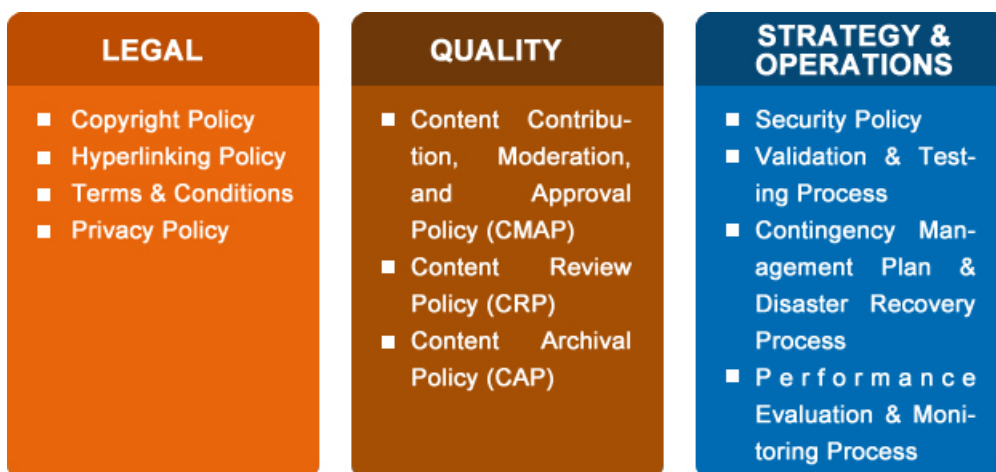 LEGAL
Copyright Policy
Hyperlinking Policy
Terms & Conditions
Privacy Policy
QUALITY
Content Contribu-
tion, Moderation,
and Approval
Policy (CMAP)
Content Review
Policy (CRP)
Content Archival
Policy (CAP)
STRATEGY &
OPERATIONS
Security Policy
Validation & Test-
ing Process
Contingency Man-
agement Plan &
Disaster Recovery
Process
Performance
Evaluation & Moni-
toring Process